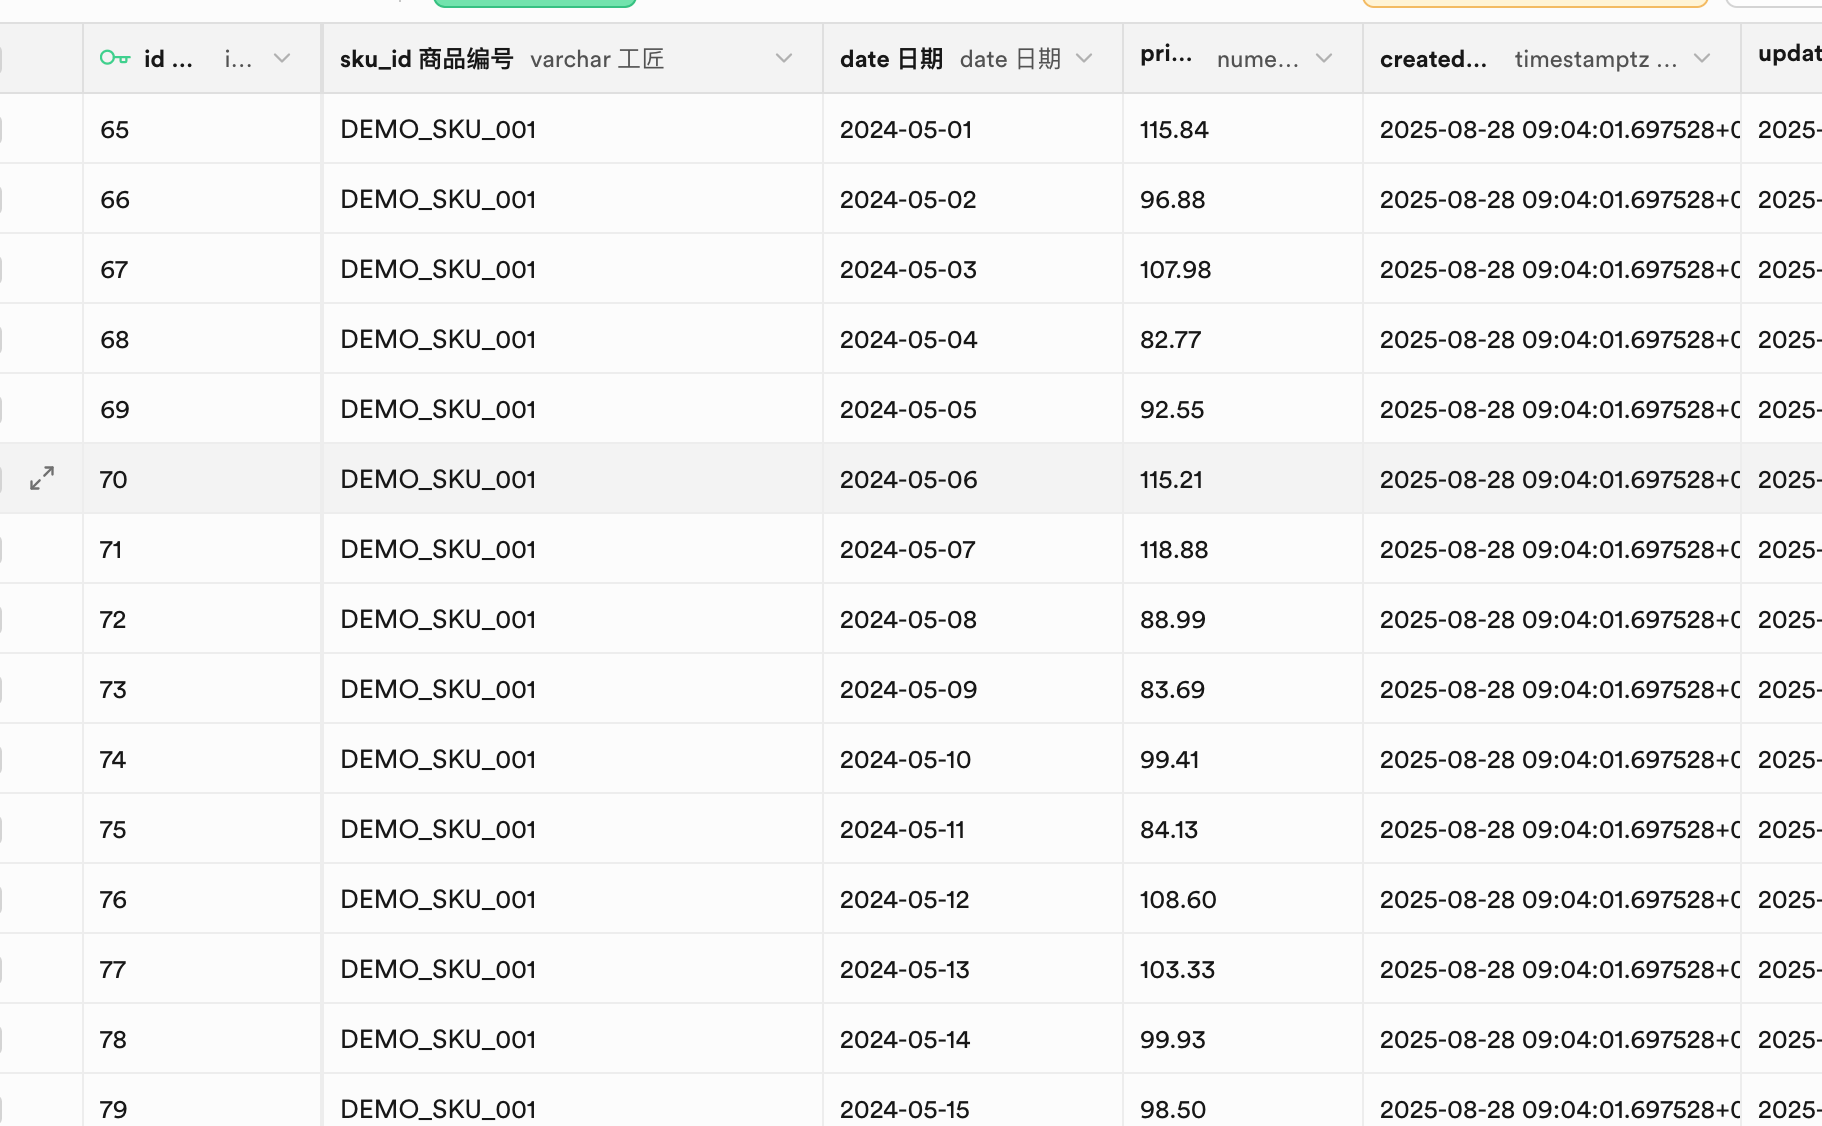 id ... i... sku_id 商品编号 varchar 工匠 date 日期 date 日期 pri... nume... created... timestamptz ... updat
65 DEMO_SKU_001 2024-05-01 115.84 2025-08-28 09:04:01.697528+0 2025-
66 DEMO_SKU_001 2024-05-02 96.88 2025-08-28 09:04:01.697528+0 2025-
67 DEMO_SKU_001 2024-05-03 107.98 2025-08-28 09:04:01.697528+0 2025-
68 DEMO_SKU_001 2024-05-04 82.77 2025-08-28 09:04:01.697528+0 2025-
69 DEMO_SKU_001 2024-05-05 92.55 2025-08-28 09:04:01.697528+0 2025-
70 DEMO_SKU_001 2024-05-06 115.21 2025-08-28 09:04:01.697528+0 2025-
71 DEMO_SKU_001 2024-05-07 118.88 2025-08-28 09:04:01.697528+0 2025-
72 DEMO_SKU_001 2024-05-08 88.99 2025-08-28 09:04:01.697528+0 2025-
73 DEMO_SKU_001 2024-05-09 83.69 2025-08-28 09:04:01.697528+0 2025-
74 DEMO_SKU_001 2024-05-10 99.41 2025-08-28 09:04:01.697528+0 2025-
75 DEMO_SKU_001 2024-05-11 84.13 2025-08-28 09:04:01.697528+0 2025-
76 DEMO_SKU_001 2024-05-12 108.60 2025-08-28 09:04:01.697528+0 2025-
77 DEMO_SKU_001 2024-05-13 103.33 2025-08-28 09:04:01.697528+0 2025-
78 DEMO_SKU_001 2024-05-14 99.93 2025-08-28 09:04:01.697528+0 2025-
79 DEMO_SKU_001 2024-05-15 98.50 2025-08-28 09:04:01.697528+0 2025-